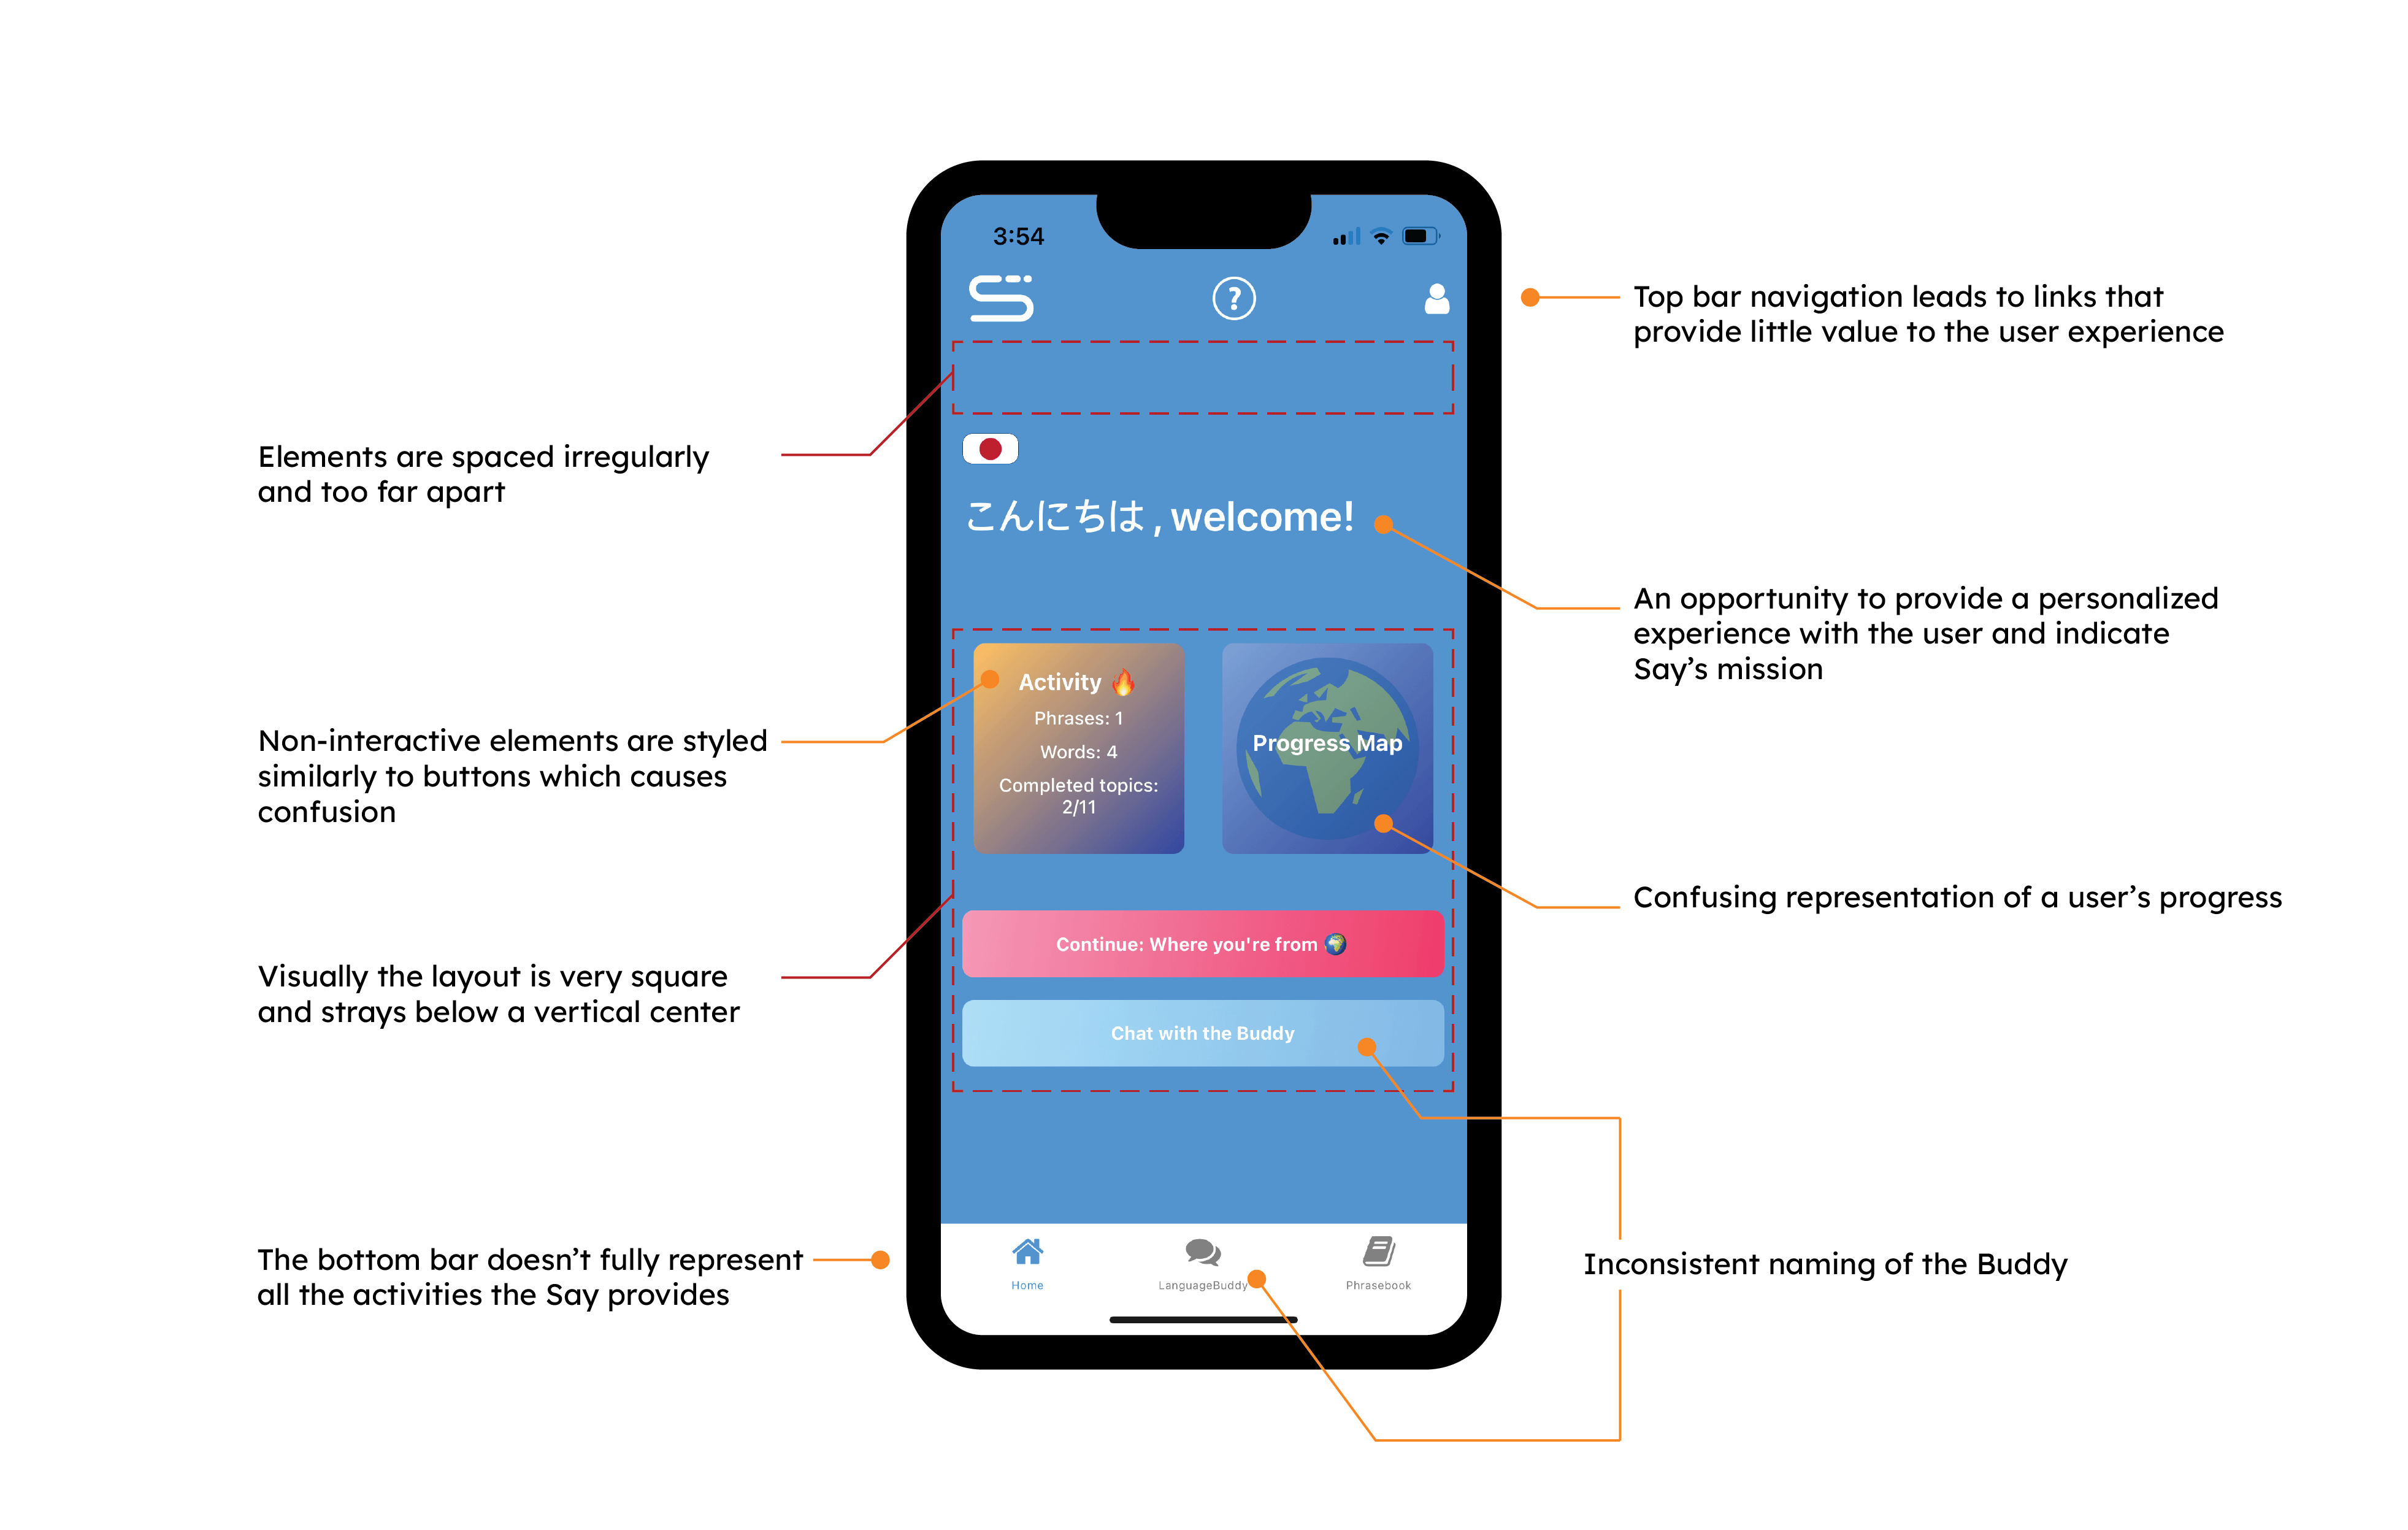 3:54
?
Top bar navigation leads to links that
provide little value to the user experience
Elements are spaced irregularly
and too far apart
こんにちは , welcome!
An opportunity to provide a personalized
experience with the user and indicate
Say’s mission
Activity 🔥
Phrases: 1
Words: 4
Completed topics:
2/11
Progress Map
Non-interactive elements are styled
similarly to buttons which causes
confusion
Confusing representation of a user’s progress
Continue: Where you're from 🌍
Visually the layout is very square
and strays below a vertical center
Chat with the Buddy
The bottom bar doesn’t fully represent
all the activities the Say provides
Home
LanguageBuddy
Phrasebook
Inconsistent naming of the Buddy